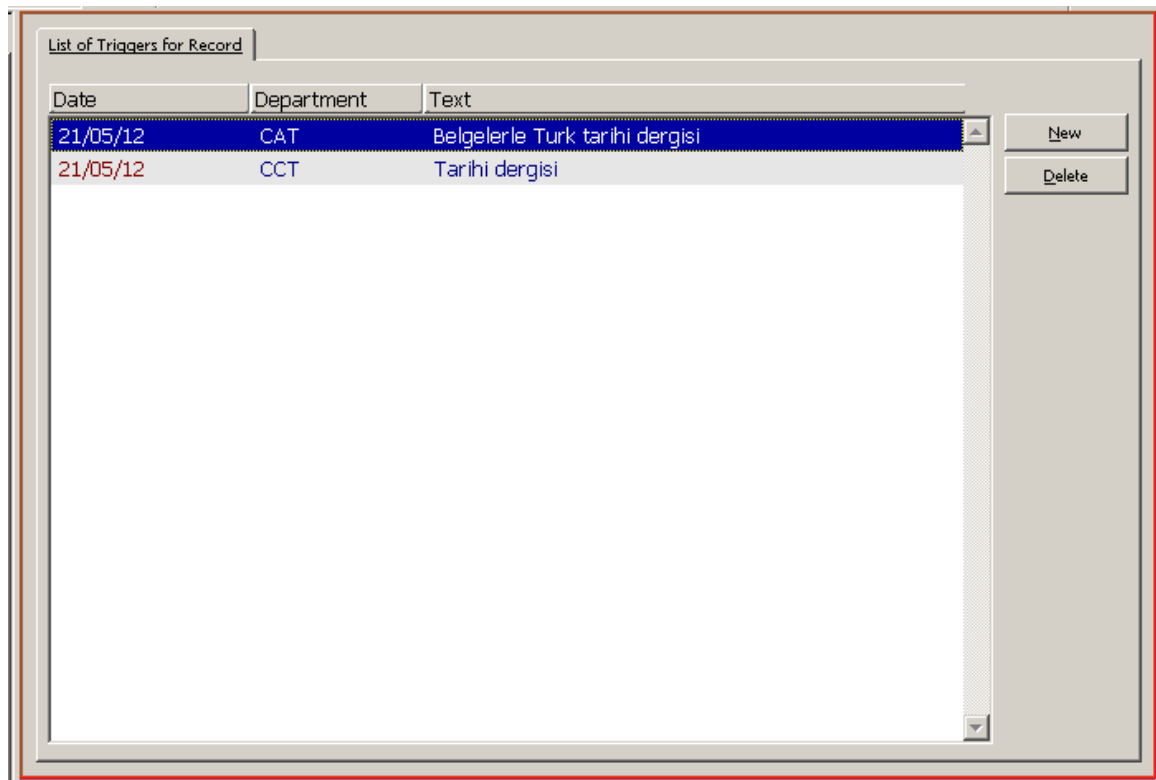 List of Triggers for Record
Date Department Text
21/05/12 CAT Belgelerle Turk tarihi dergisi
New
21/05/12 CCT Tarihi dergisi
Delete